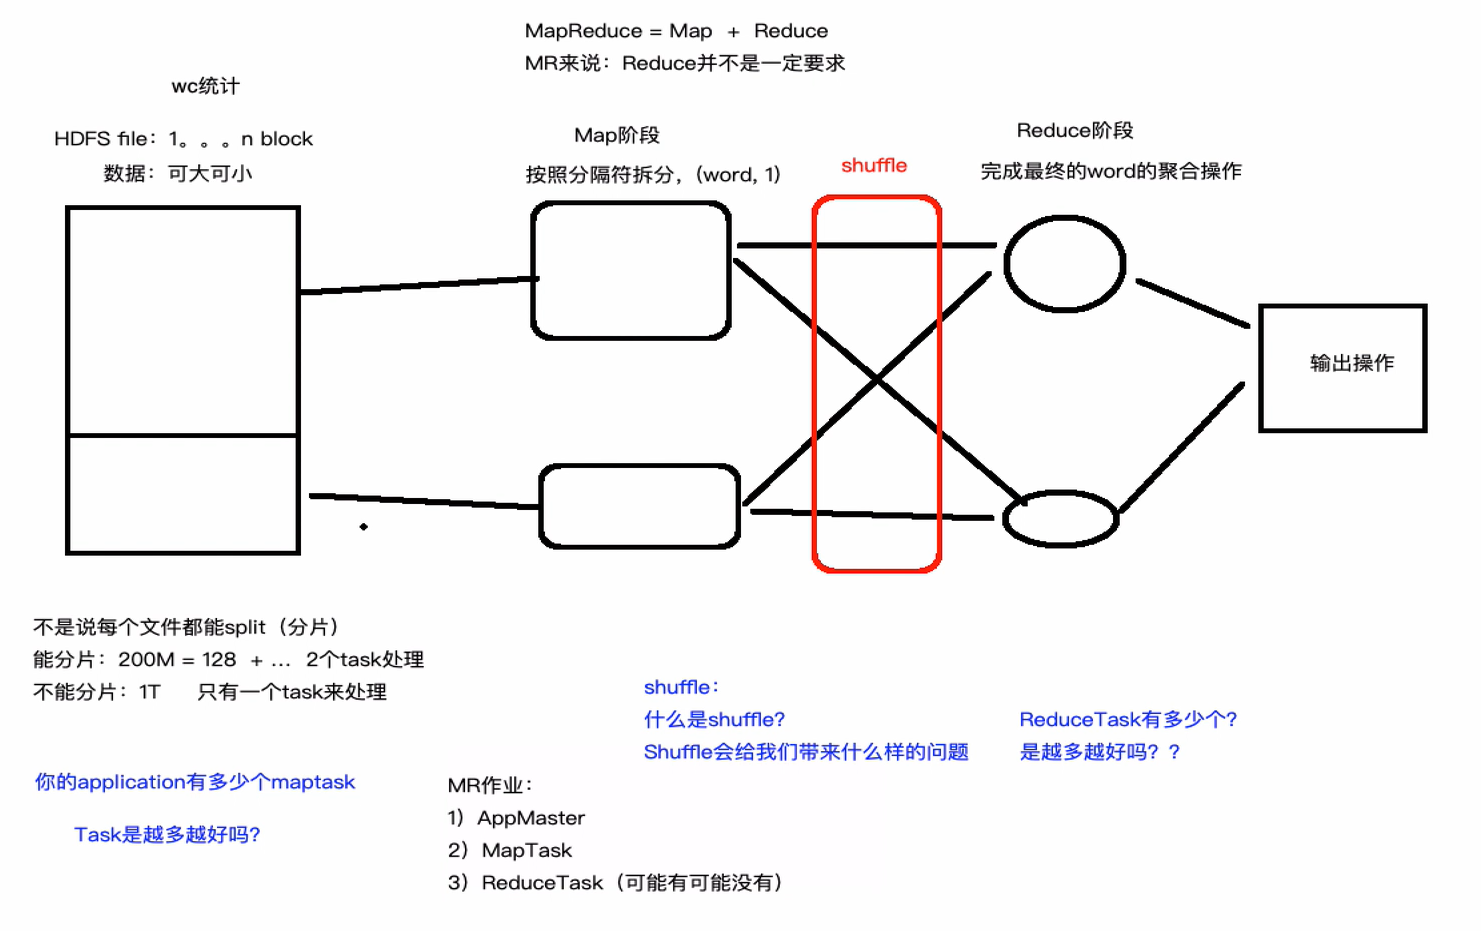 MapReduce = Map + Reduce
MR来说：Reduce并不是一定要求
wc统计
HDFS file：1。。。n block
数据：可大可小
Map阶段
按照分隔符拆分，(word, 1)
shuffle
Reduce阶段
完成最终的word的聚合操作
输出操作
不是说每个文件都能split（分片）
能分片：200M = 128 + ... 2个task处理
不能分片：1T 只有一个task来处理
shuffle：
什么是shuffle?
Shuffle会给我们带来什么样的问题
ReduceTask有多少个?
是越多越好吗？?
你的application有多少个maptask
Task是越多越好吗?
MR作业：
1）AppMaster
2）MapTask
3）ReduceTask（可能有可能没有）